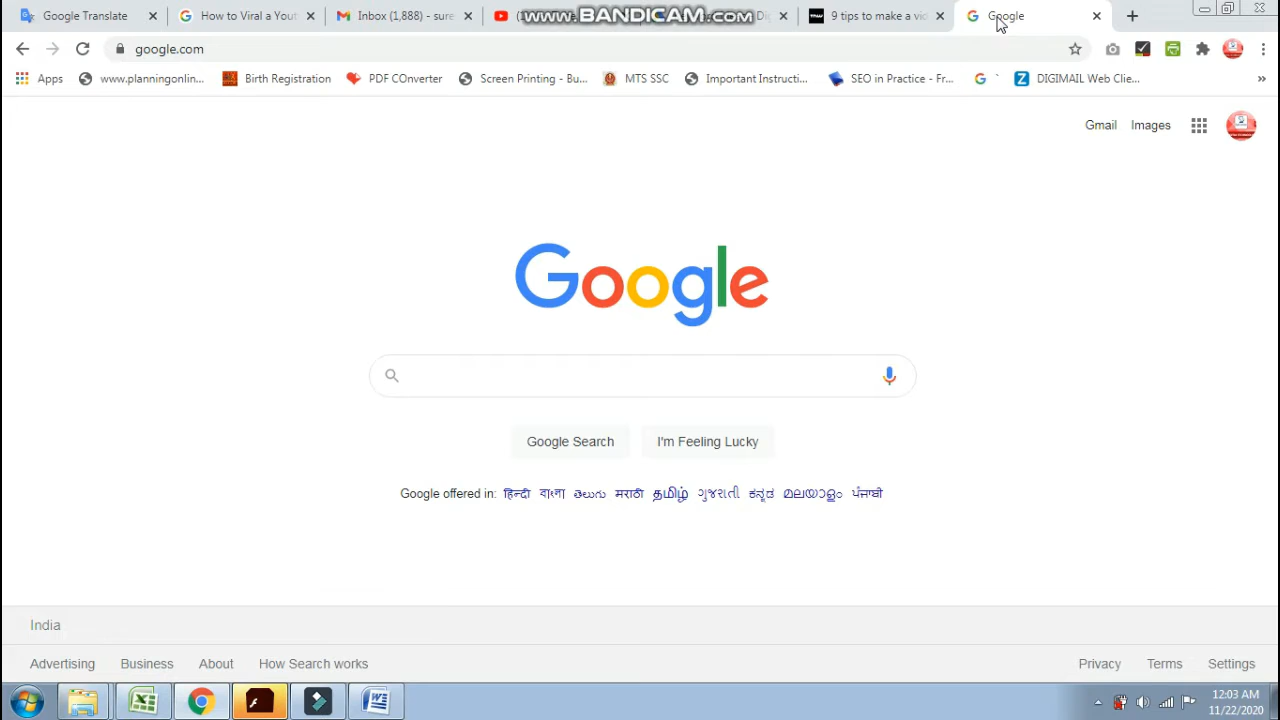 Google Translate
How to Viral a Yout
Inbox (1,888) - sure
www.BANDICAM.com
9 tips to make a vid
Google
google.com
Apps
www.planningonlin...
Birth Registration
PDF COnverter
Screen Printing - Bu...
MTS SSC
Important Instructi...
SEO in Practice - Fr...
`
DIGIMAIL Web Clie...
»
Gmail Images
Google
Google Search I'm Feeling Lucky
Google offered in: हिन्दी বাংলা తెలుగు मराठी தமிழ் ગુજરાતી ಕನ್ನಡ മലയാളം ਪੰਜਾਬੀ
India
Advertising Business About How Search works Privacy Terms Settings
12:03 AM
11/22/2020